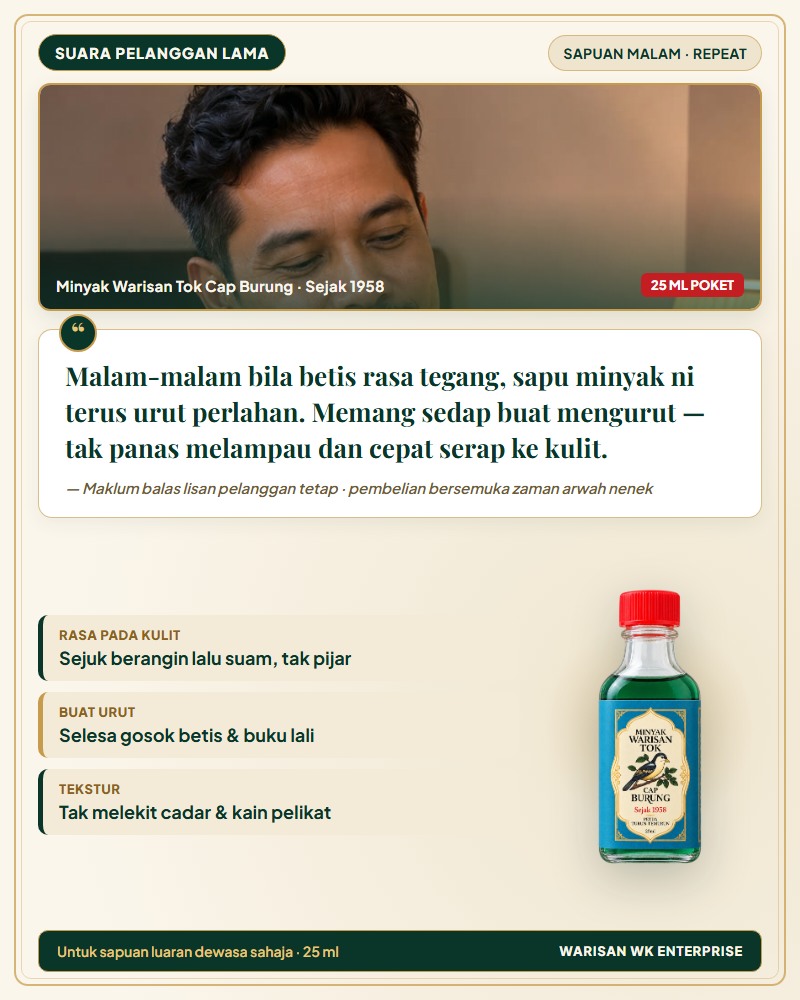 SUARA PELANGGAN LAMA
SAPUAN MALAM · REPEAT
Minyak Warisan Tok Cap Burung · Sejak 1958
25 ML POKET
“
Malam-malam bila betis rasa tegang, sapu minyak ni
terus urut perlahan. Memang sedap buat mengurut —
tak panas melampau dan cepat serap ke kulit.
— Maklum balas lisan pelanggan tetap · pembelian bersemuka zaman arwah nenek
RASA PADA KULIT
Sejuk berangin lalu suam, tak pijar
BUAT URUT
Selesa gosok betis & buku lali
TEKSTUR
Tak melekit cadar & kain pelikat
MINYAK
WARISAN
TOK
CAP
BURUNG
Sejak 1958
25ml
Untuk sapuan luaran dewasa sahaja · 25 ml
WARISAN WK ENTERPRISE